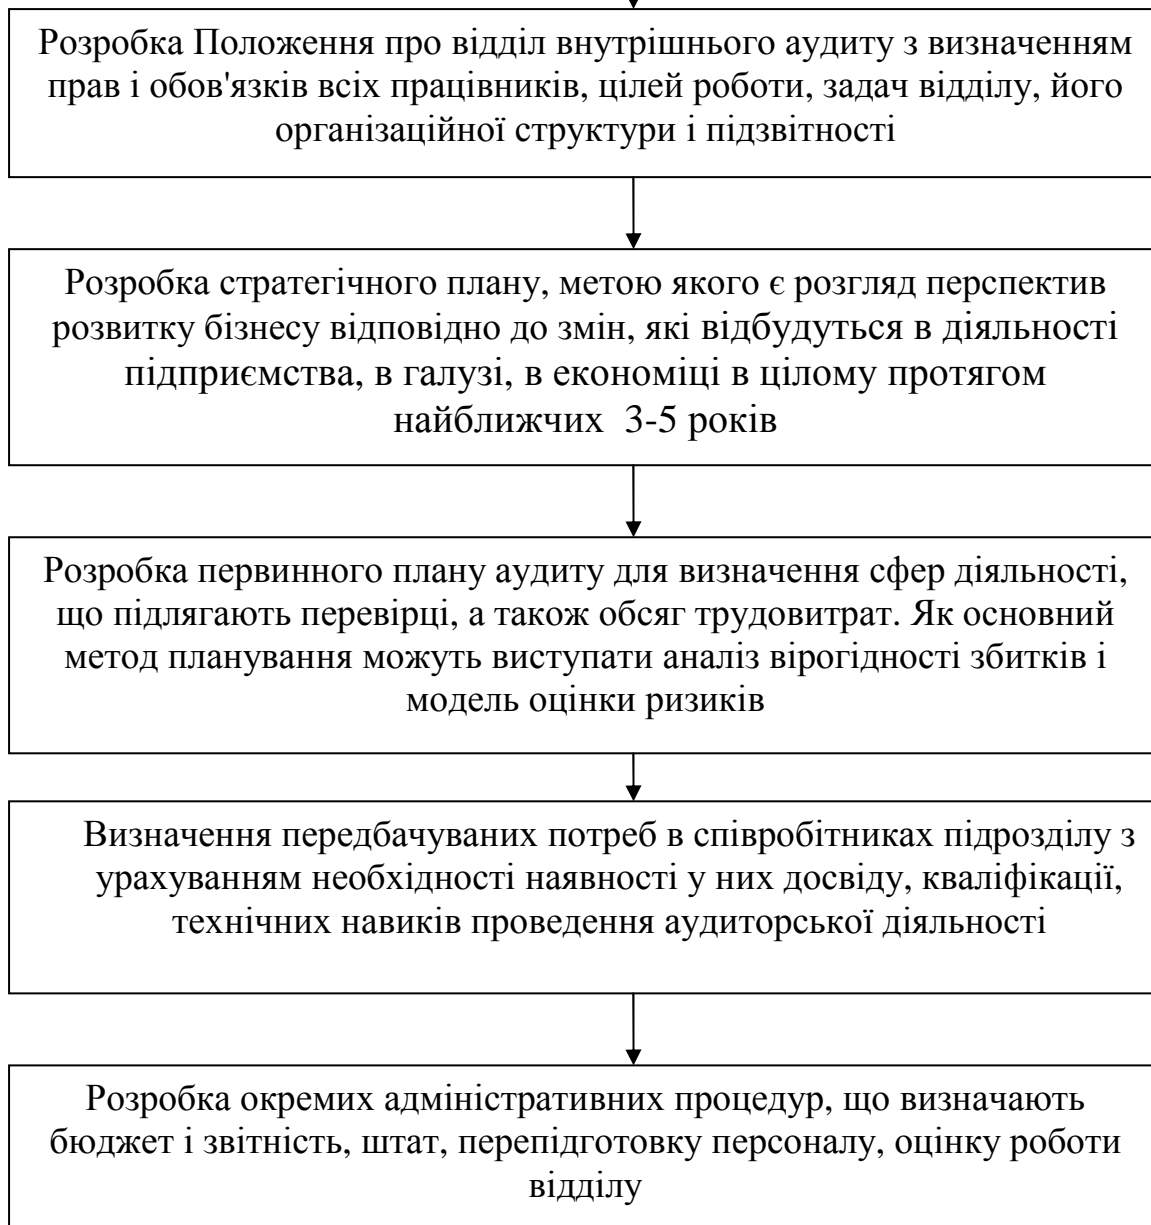 Розробка Положення про відділ внутрішнього аудиту з визначенням
прав і обов'язків всіх працівників, цілей роботи, задач відділу, його
організаційної структури і підзвітності
Розробка стратегічного плану, метою якого є розгляд перспектив
розвитку бізнесу відповідно до змін, які відбудуться в діяльності
підприємства, в галузі, в економіці в цілому протягом
найближчих 3-5 років
Розробка первинного плану аудиту для визначення сфер діяльності,
що підлягають перевірці, а також обсяг трудовитрат. Як основний
метод планування можуть виступати аналіз вірогідності збитків і
модель оцінки ризиків
Визначення передбачуваних потреб в співробітниках підрозділу з
урахуванням необхідності наявності у них досвіду, кваліфікації,
технічних навиків проведення аудиторської діяльності
Розробка окремих адміністративних процедур, що визначають
бюджет і звітність, штат, перепідготовку персоналу, оцінку роботи
відділу